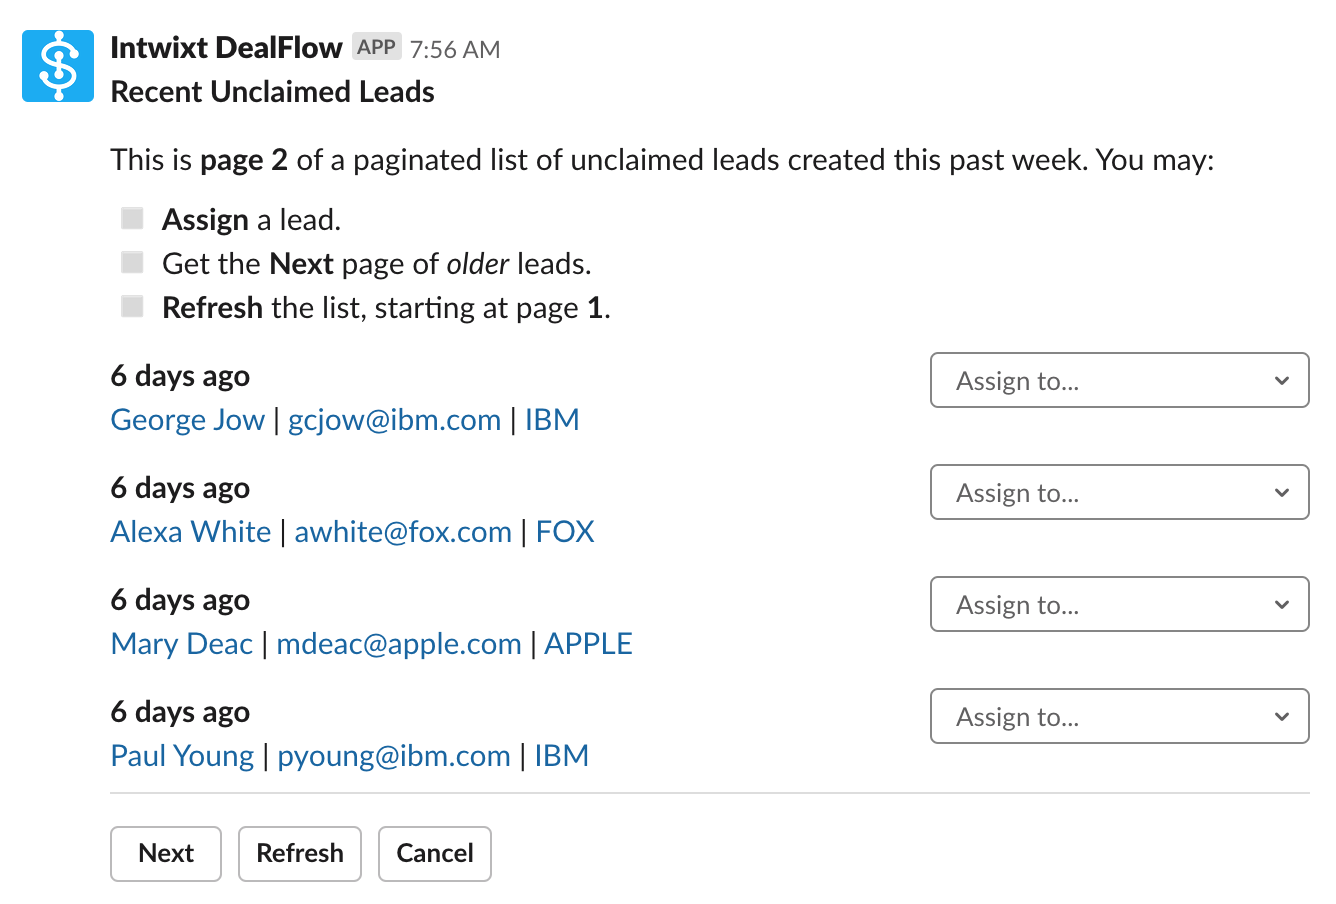 Intwixt DealFlow APP 7:56 AM
Recent Unclaimed Leads
This is page 2 of a paginated list of unclaimed leads created this past week. You may:
Assign a lead.
Get the Next page of older leads.
Refresh the list, starting at page 1.
6 days ago
Assign to...
George Jow | gcjow@ibm.com | IBM
6 days ago
Assign to...
Alexa White | awhite@fox.com | FOX
6 days ago
Assign to...
Mary Deac | mdeac@apple.com | APPLE
6 days ago
Assign to...
Paul Young | pyoung@ibm.com | IBM
Next Refresh Cancel